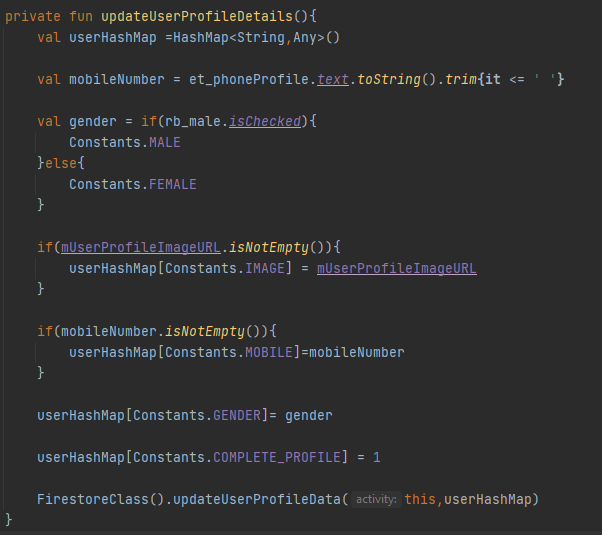 private fun updateUserProfileDetails(){
val userHashMap =HashMap<String,Any>()
val mobileNumber = et_phoneProfile.text.toString().trim{it <= ' '}
val gender = if(rb_male.isChecked){
Constants.MALE
}else{
Constants.FEMALE
}
if(mUserProfileImageURL.isNotEmpty()){
userHashMap[Constants.IMAGE] = mUserProfileImageURL
}
if(mobileNumber.isNotEmpty()){
userHashMap[Constants.MOBILE]=mobileNumber
}
userHashMap[Constants.GENDER]= gender
userHashMap[Constants.COMPLETE_PROFILE] = 1
FirestoreClass().updateUserProfileData( activity: this,userHashMap)
}